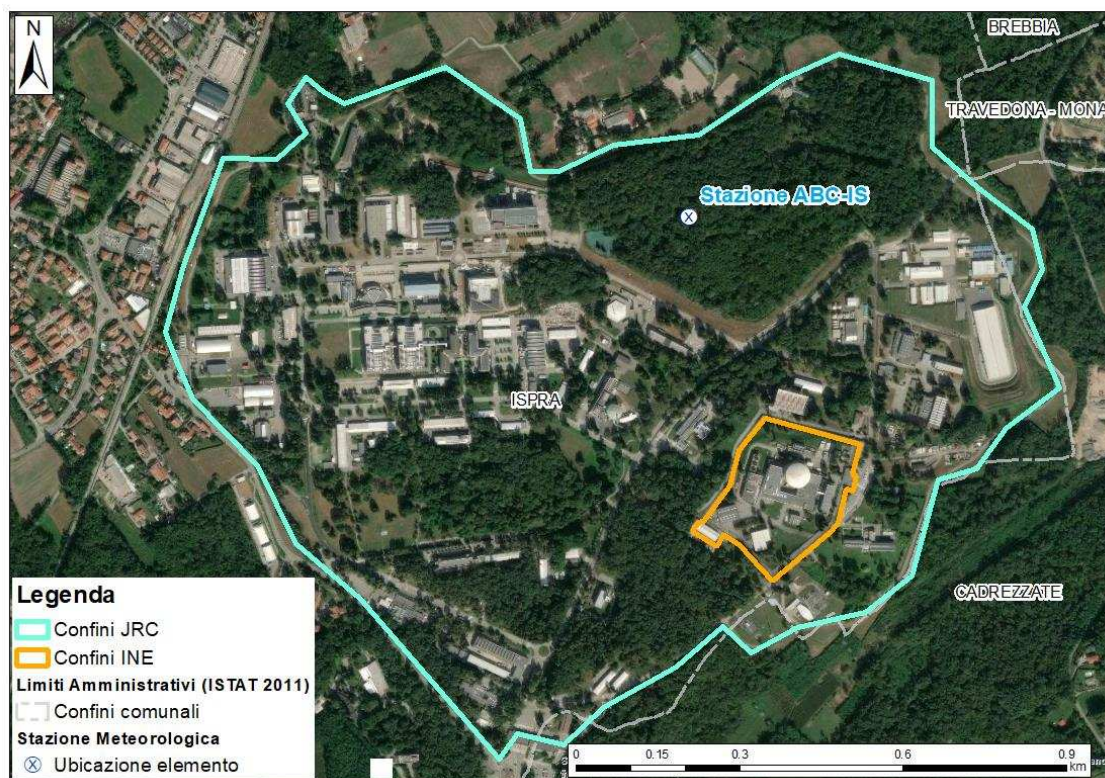 N
BREBBIA
TRAVEDONA - MONA
Stazione ABC-IS
X
ISPRA
CADREZZATE
Legenda
Confini JRC
Confini INE
Limiti Amministrativi (ISTAT 2011)
Confini comunali
Stazione Meteorologica
X Ubicazione elemento
0 0.15 0.3 0.6 0.9
km